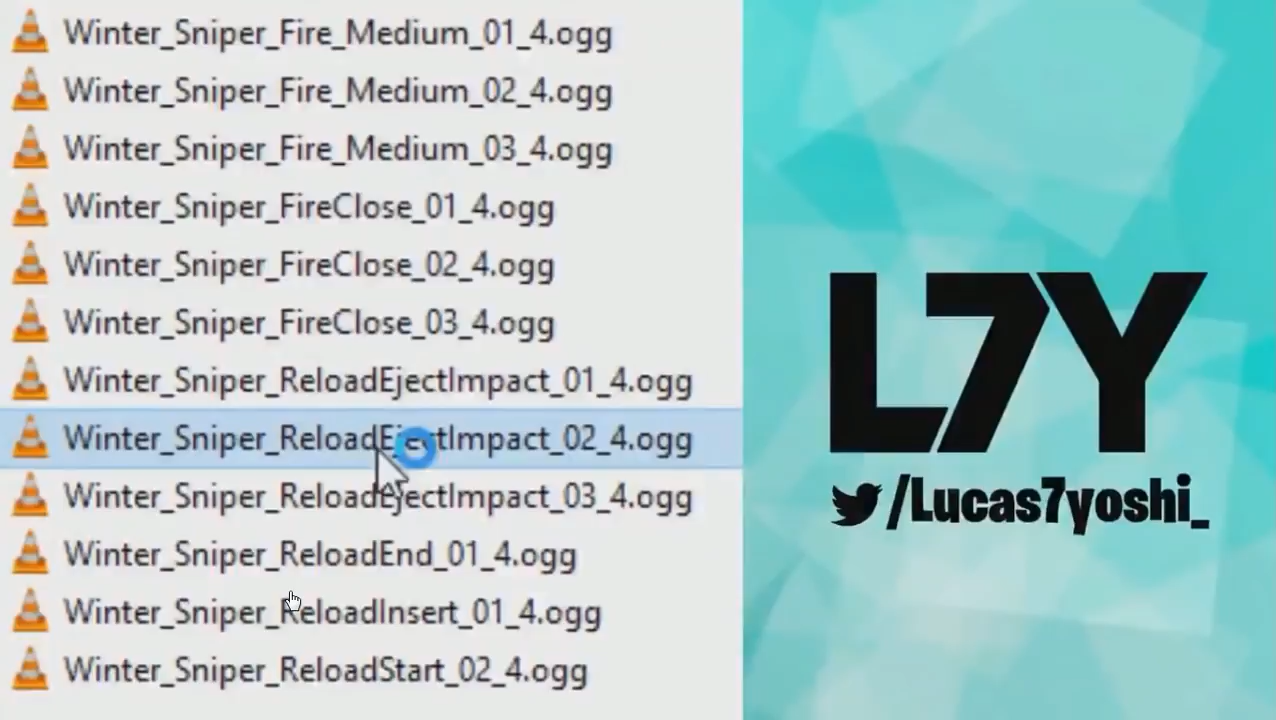 Winter_Sniper_Fire_Medium_01_4.ogg
Winter_Sniper_Fire_Medium_02_4.ogg
Winter_Sniper_Fire_Medium_03_4.ogg
Winter_Sniper_FireClose_01_4.ogg
Winter_Sniper_FireClose_02_4.ogg
Winter_Sniper_FireClose_03_4.ogg
Winter_Sniper_ReloadEjectImpact_01_4.ogg
Winter_Sniper_ReloadEjectImpact_02_4.ogg
Winter_Sniper_ReloadEjectImpact_03_4.ogg
Winter_Sniper_ReloadEnd_01_4.ogg
Winter_Sniper_ReloadInsert_01_4.ogg
Winter_Sniper_ReloadStart_02_4.ogg
L7Y
/Lucas7yoshi_